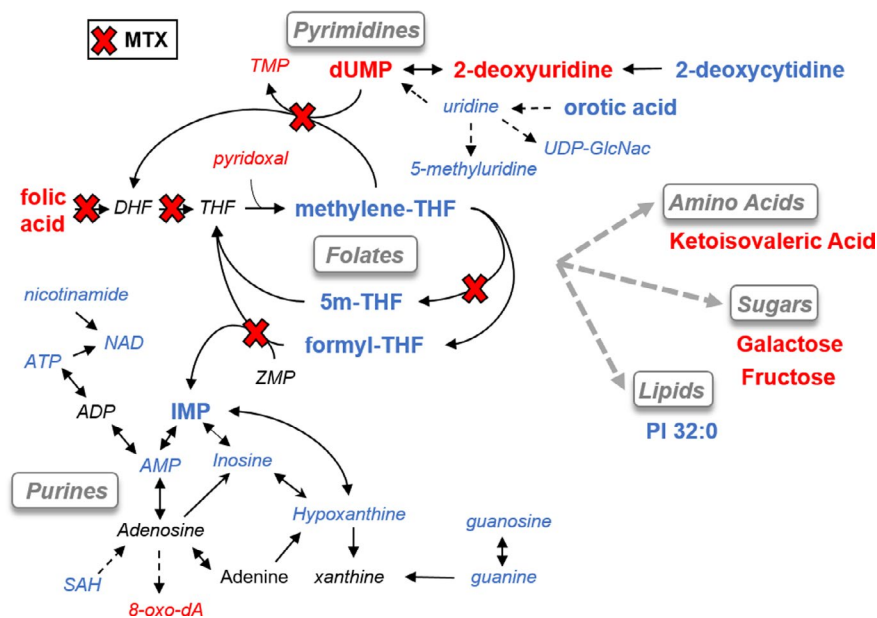 MTX
Pyrimidines
TMP
dUMP
2-deoxyuridine
2-deoxycytidine
uridine
orotic acid
UDP-GlcNac
5-methyluridine
pyridoxal
folic
acid
DHF
THF
methylene-THF
Amino Acids
Ketoisovaleric Acid
Folates
5m-THF
formyl-THF
ZMP
Sugars
Galactose
Fructose
Lipids
PI 32:0
nicotinamide
NAD
ATP
ADP
IMP
AMP
Inosine
Purines
Hypoxanthine
Adenosine
guanosine
SAH
Adenine
xanthine
guanine
8-oxo-dA